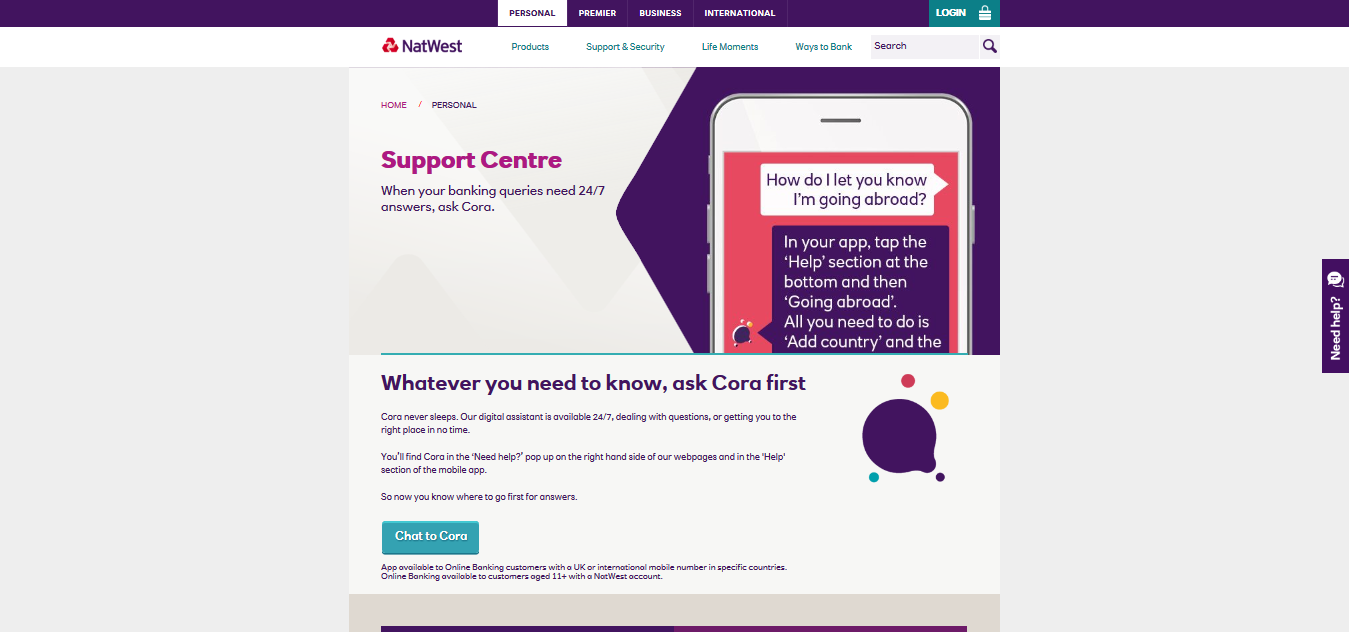 PERSONAL PREMIER BUSINESS INTERNATIONAL LOGIN
NatWest Products Support & Security Life Moments Ways to Bank Search
HOME / PERSONAL
Support Centre
When your banking queries need 24/7
answers, ask Cora.
How do I let you know
I'm going abroad?
In your app, tap the
‘Help’ section at the
bottom and then
‘Going abroad’.
All you need to do is
‘Add country’ and the
Need help?
Whatever you need to know, ask Cora first
Cora never sleeps. Our digital assistant is available 24/7, dealing with questions, or getting you to the
right place in no time.
You'll find Cora in the ‘Need help?’ pop up on the right hand side of our webpages and in the 'Help'
section of the mobile app.
So now you know where to go first for answers.
Chat to Cora
App available to Online Banking customers with a UK or international mobile number in specific countries.
Online Banking available to customers aged 11+ with a NatWest account.